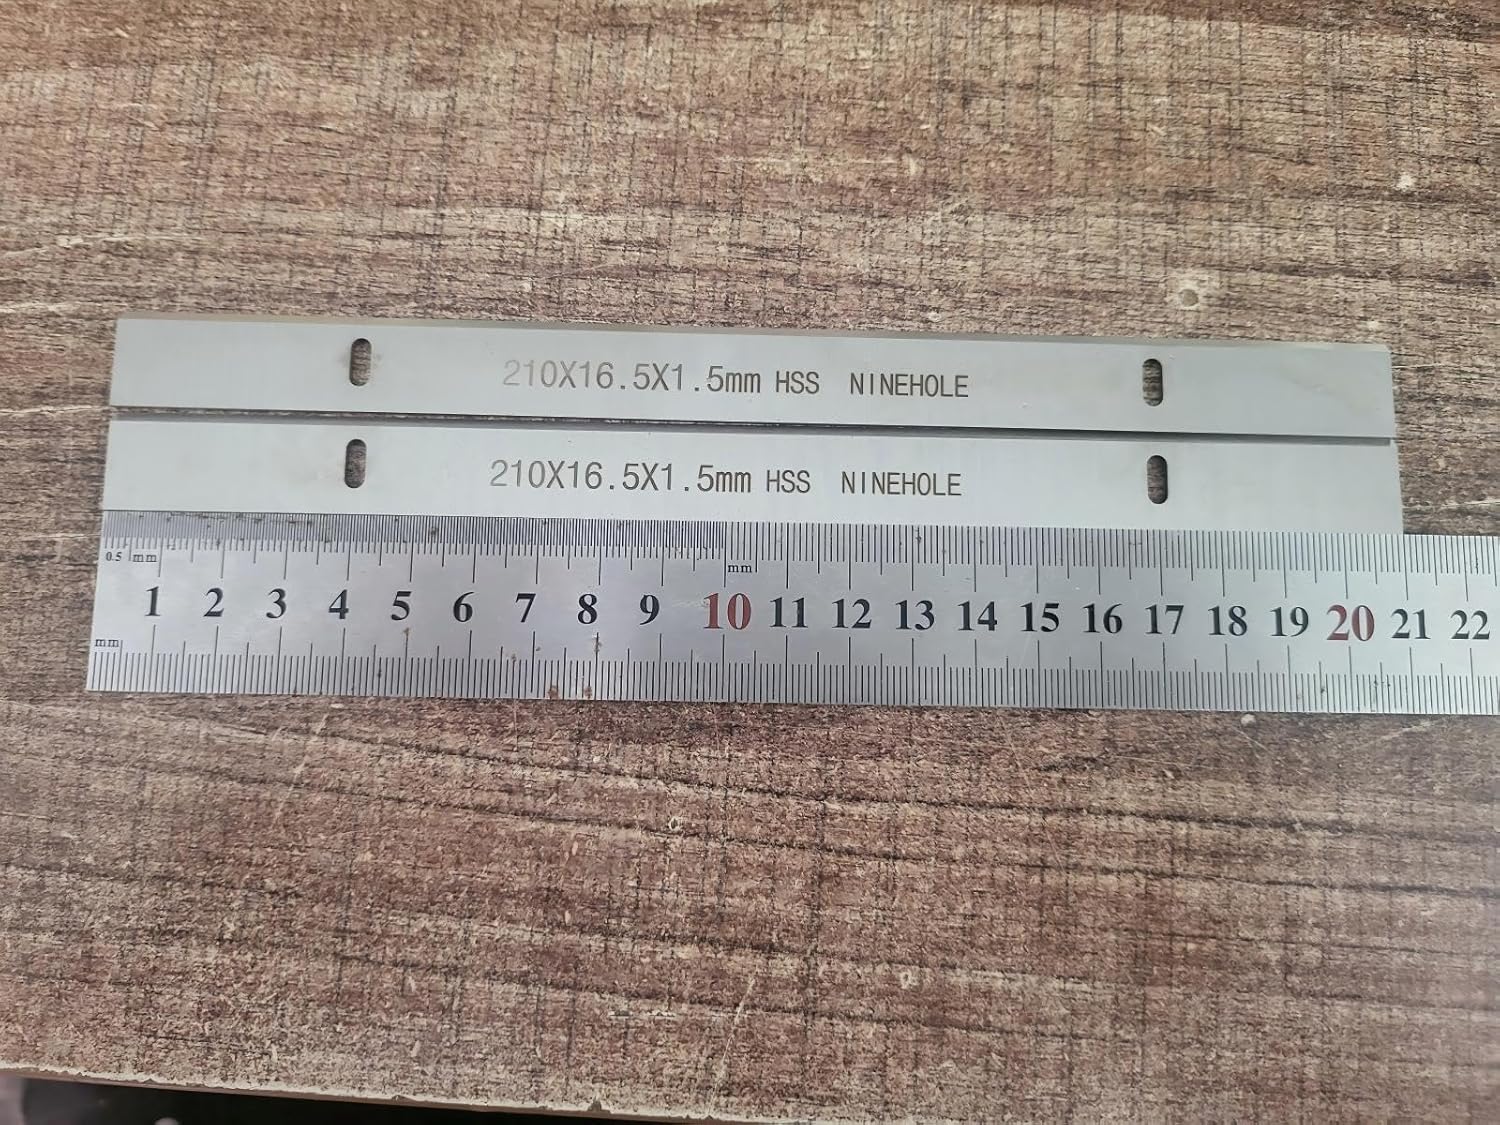 210X16.5X1.5mm HSS NINEHOLE
210X16.5X1.5mm HSS NINEHOLE
0.5 mm
mm
1 2 3 4 5 6 7 8 9 10 11 12 13 14 15 16 17 18 19 20 21 22
mm